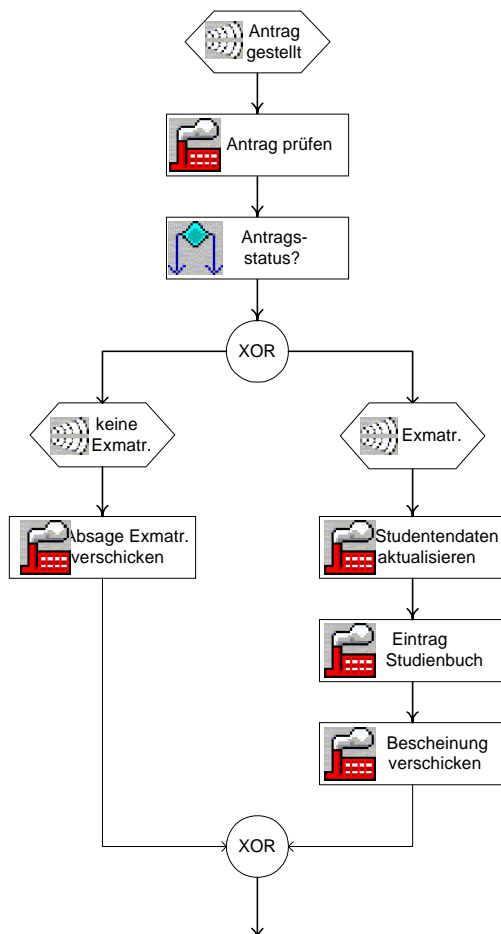 Antrag
gestellt
Antrag prüfen
Antrags-
status?
XOR
keine
Exmatr.
Exmatr.
Absage Exmatr.
verschicken
Studentendaten
aktualisieren
Eintrag
Studienbuch
Bescheinung
verschicken
XOR